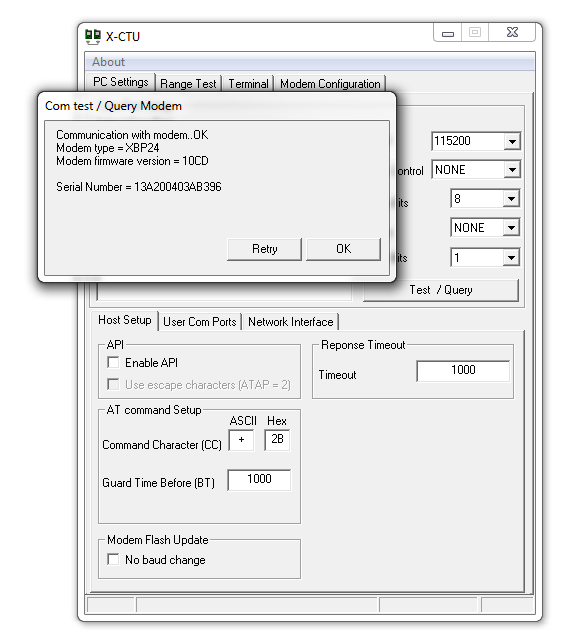 X-CTU
About
PC Settings
Range Test
Terminal
Modem Configuration
Com test / Query Modem
Communication with modem..OK
Modem type = XBP24
Modem firmware version = 10CD
Serial Number = 13A200403AB396
Retry
OK
115200
NONE
8
NONE
1
Test / Query
Host Setup
User Com Ports
Network Interface
API
Enable API
Use escape characters (ATAP = 2)
Reponse Timeout
Timeout
1000
AT command Setup
ASCII
Hex
Command Character (CC)
+
2B
Guard Time Before (BT)
1000
Modem Flash Update
No baud change